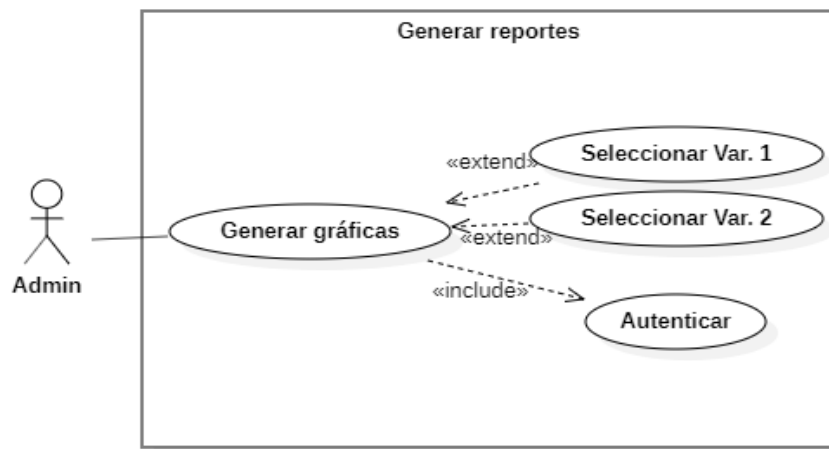 Generar reportes
«extend»
Seleccionar Var. 1
Generar gráficas
Seleccionar Var. 2
«extend»
Admin
«include»
Autenticar